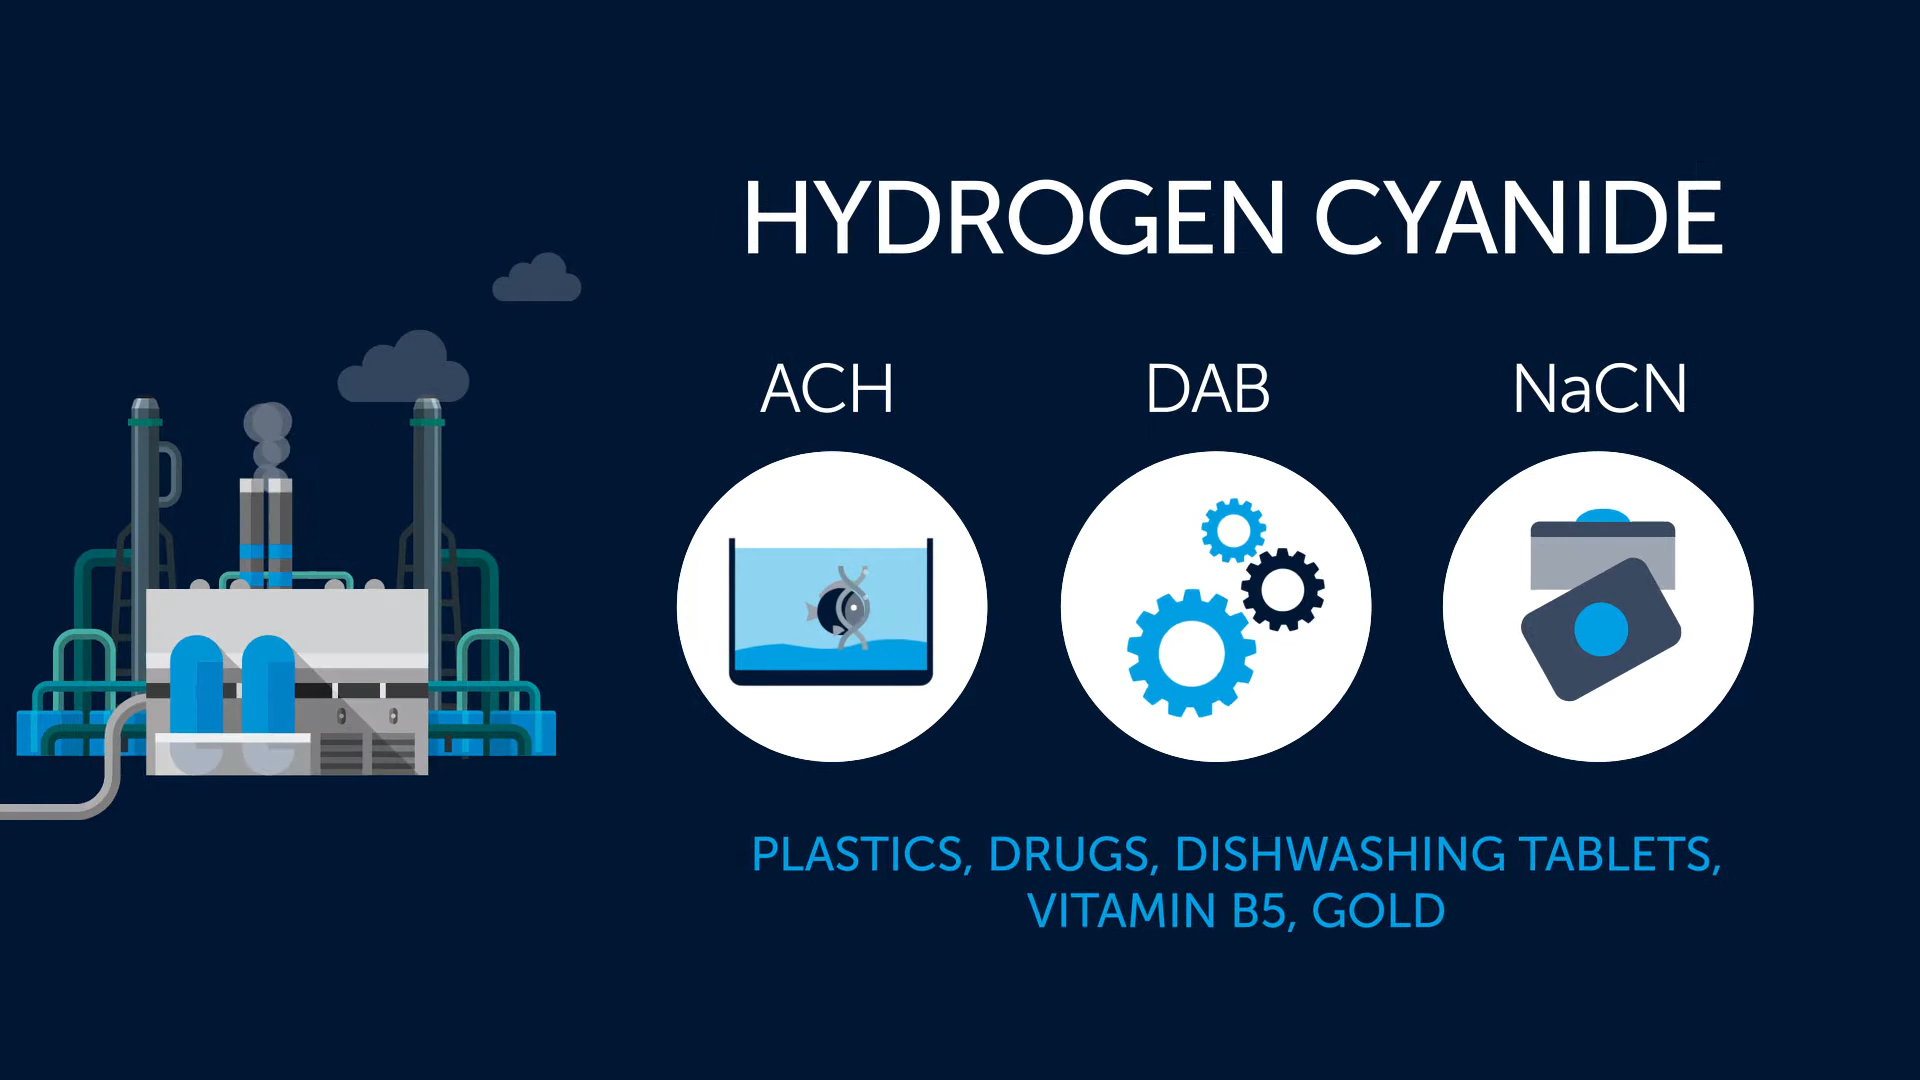 HYDROGEN CYANIDE
ACH
DAB
NaCN
PLASTICS, DRUGS, DISHWASHING TABLETS,
VITAMIN B5, GOLD